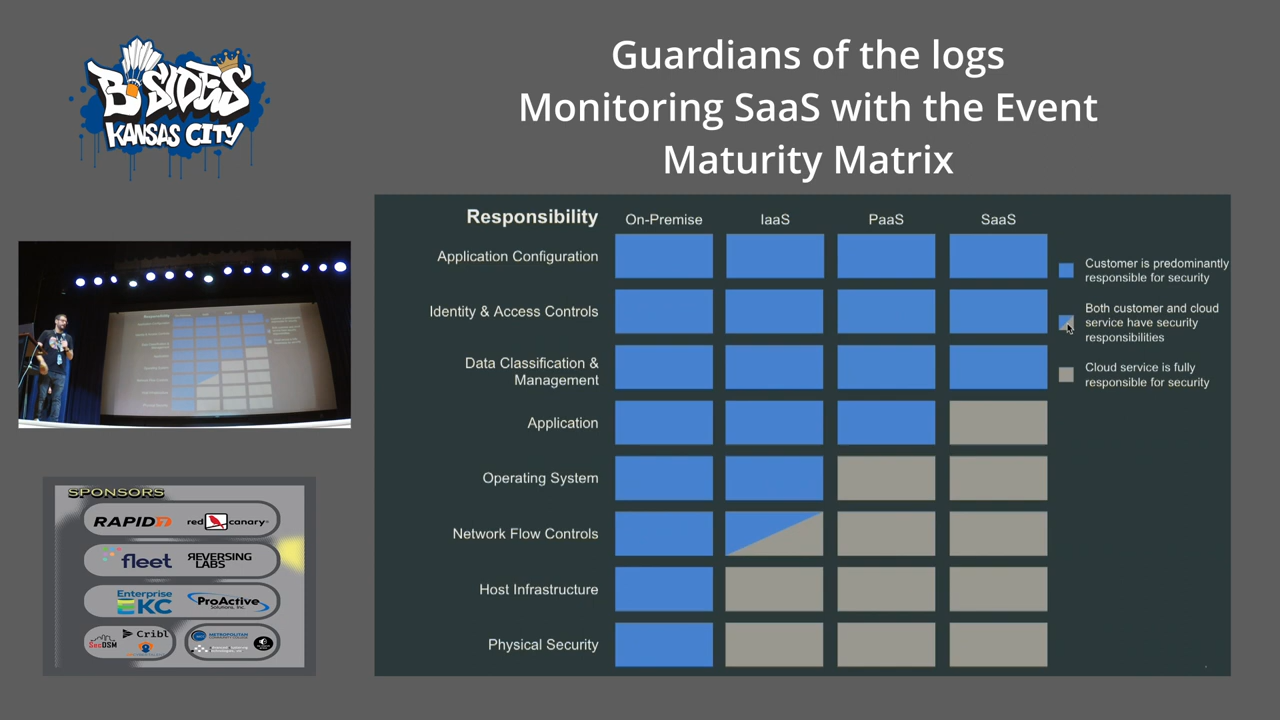 B-SIDES
KANSAS CITY
Guardians of the logs
Monitoring SaaS with the Event
Maturity Matrix
Responsibility
On-Premise
IaaS
PaaS
SaaS
Application Configuration
Identity & Access Controls
Data Classification &
Management
Application
Operating System
Network Flow Controls
Host Infrastructure
Physical Security
Customer is predominantly
responsible for security
Both customer and cloud
service have security
responsibilities
Cloud service is fully
responsible for security
SPONSORS
RAPID7
red canary
fleet
REVERSING
LABS
Enterprise
EKC
ProActive
Solutions, Inc.
SecDSM
Cribl
METROPOLITAN